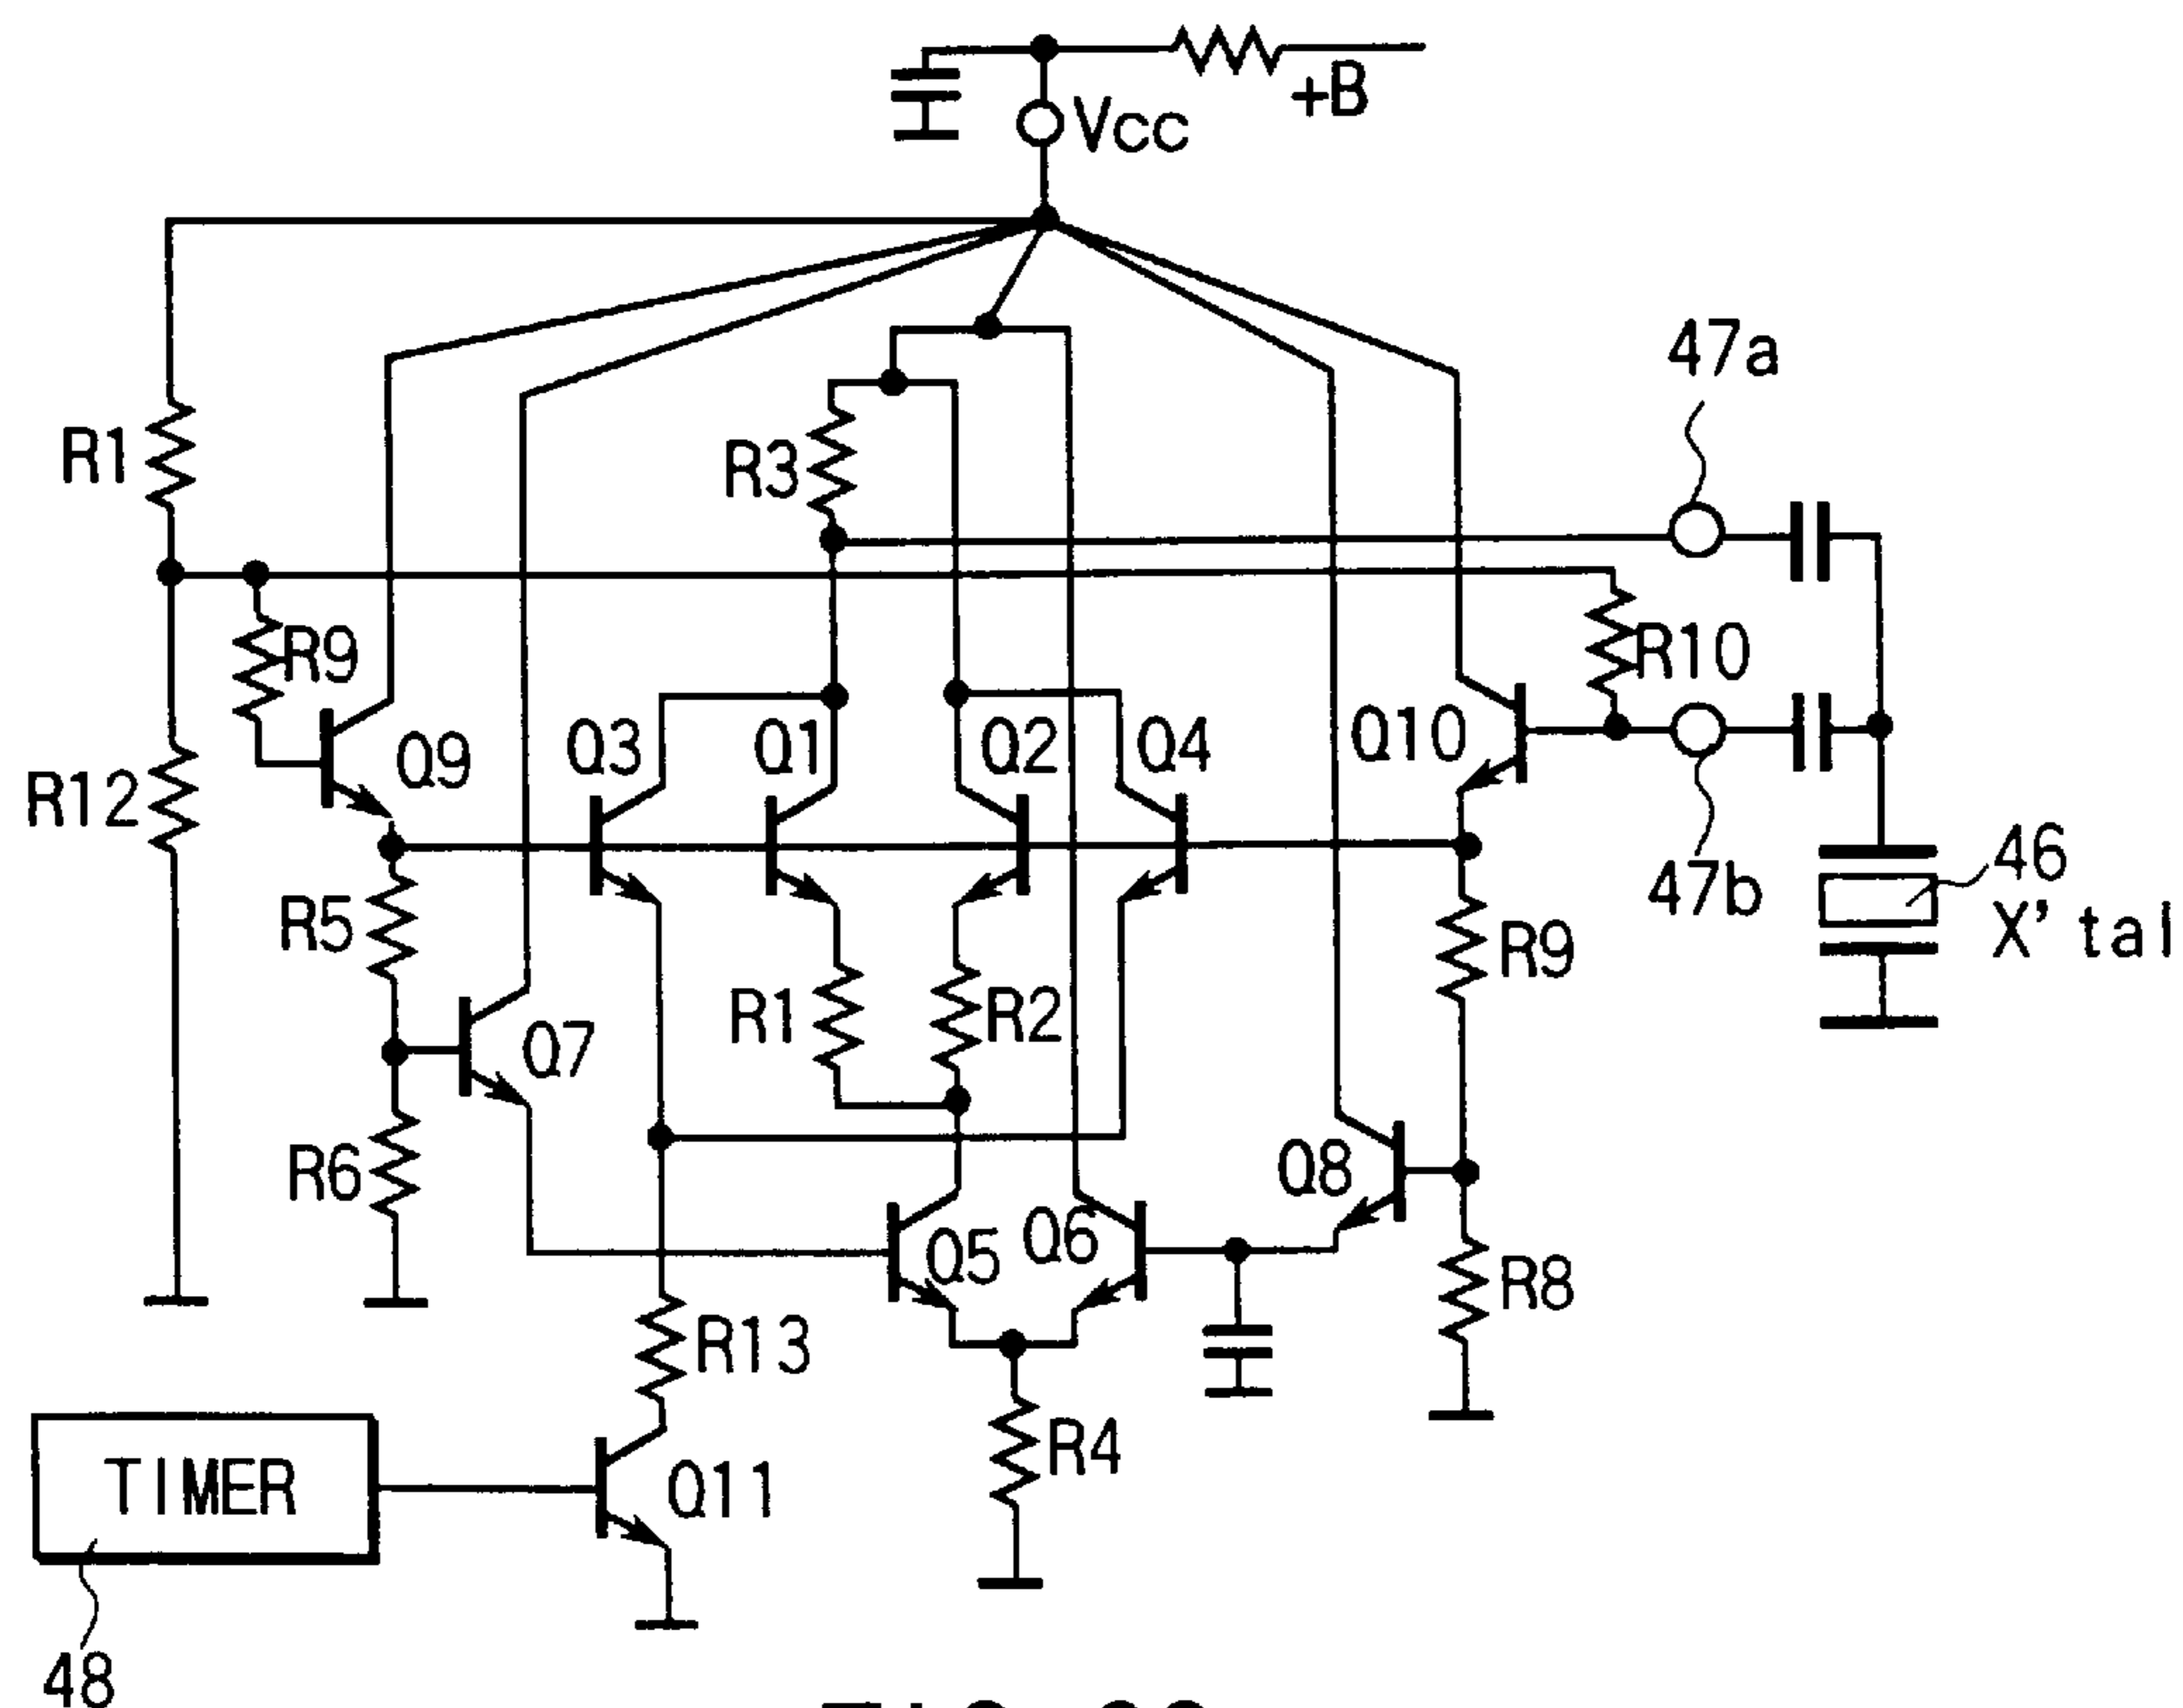 +B
Vcc
47a
R1
R3
R9
R10
Q9
Q3
Q1
Q2
Q4
Q10
R12
47b
46
X'tal
R5
R1
R2
R9
Q7
R6
Q8
Q5
Q6
R8
R13
R4
TIMER
Q11
48